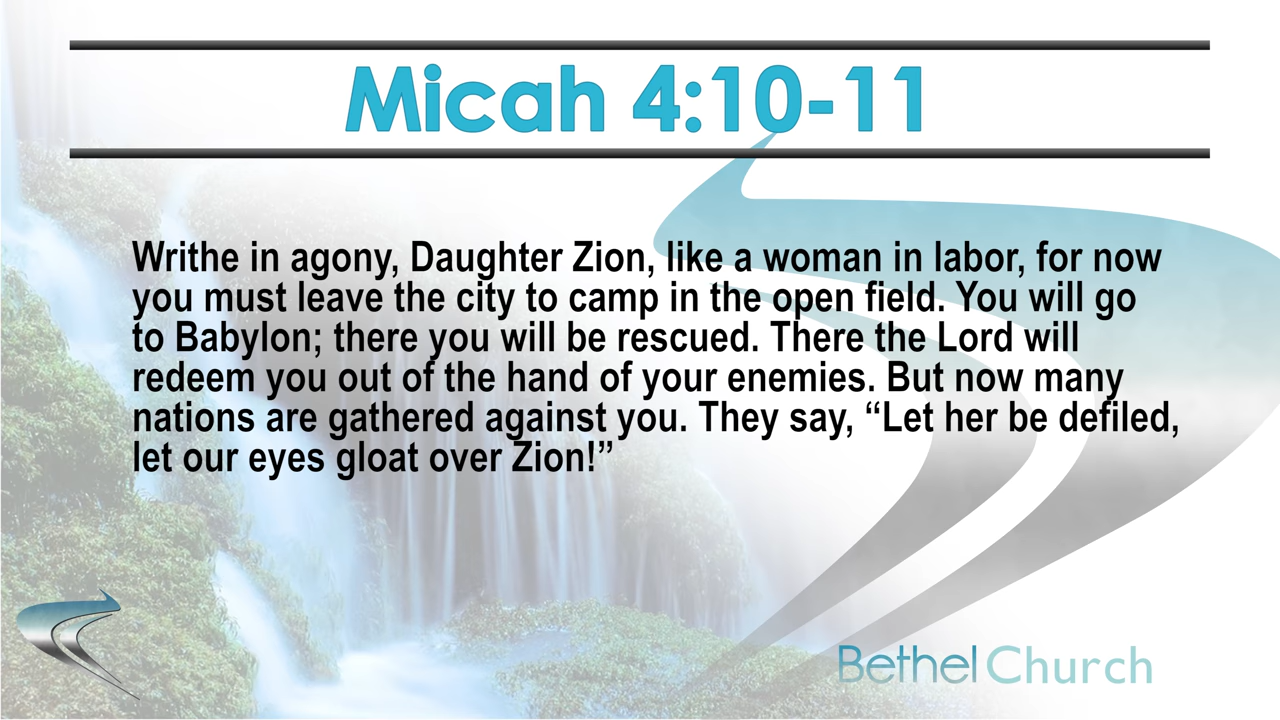 Micah 4:10-11
Writhe in agony, Daughter Zion, like a woman in labor, for now
you must leave the city to camp in the open field. You will go
to Babylon; there you will be rescued. There the Lord will
redeem you out of the hand of your enemies. But now many
nations are gathered against you. They say, “Let her be defiled,
let our eyes gloat over Zion!”
Bethel Church